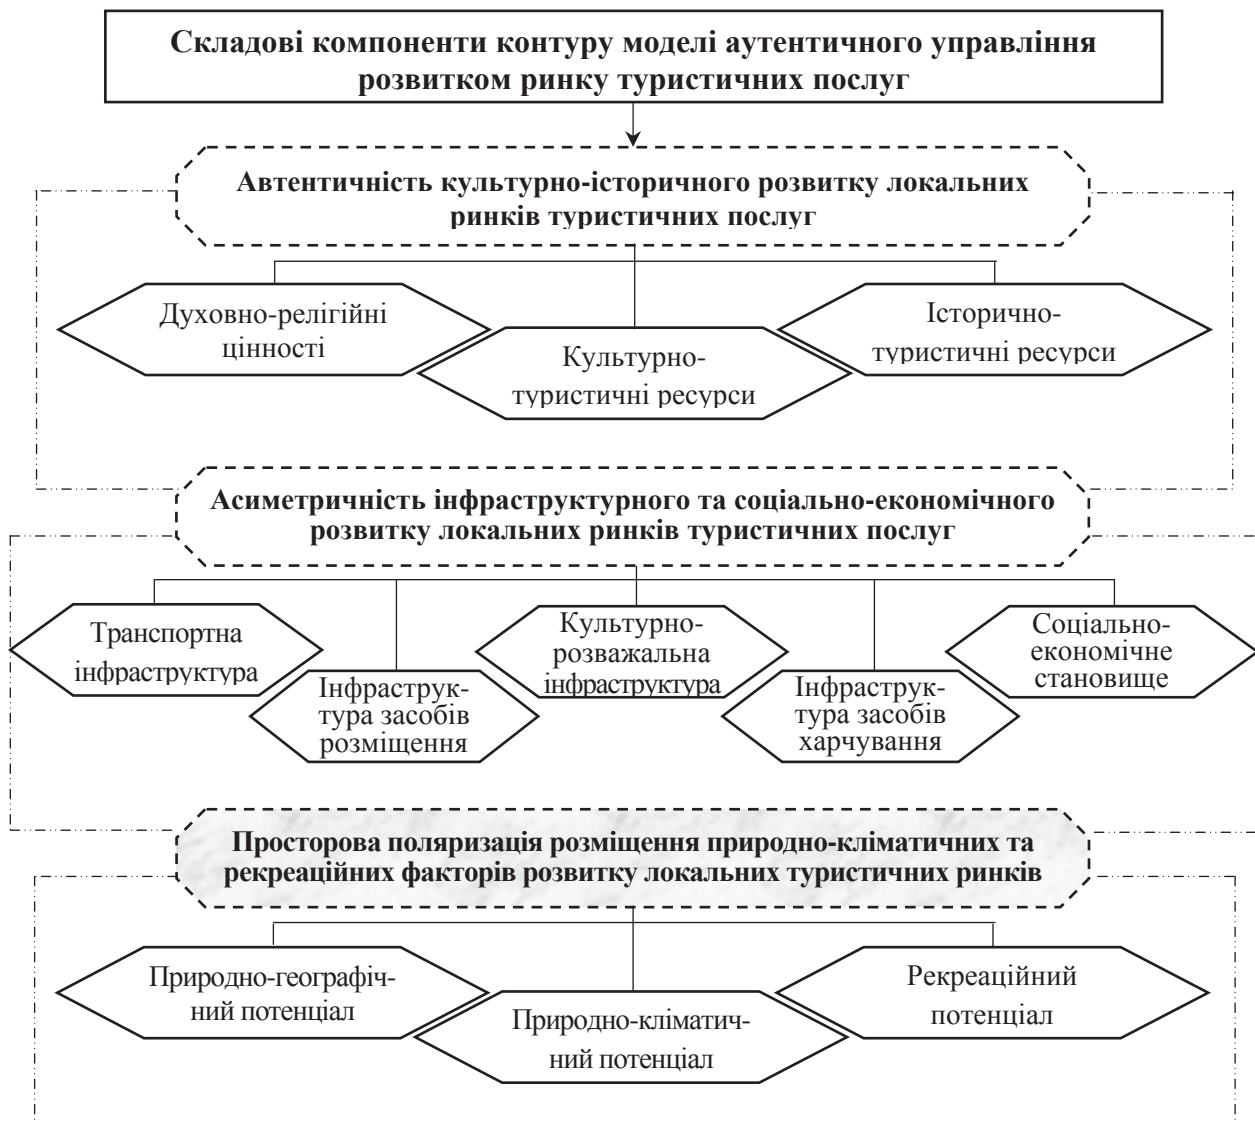 Складові компоненти контуру моделі аутентичного управління
розвитком ринку туристичних послуг
Автентичність культурно-історичного розвитку локальних
ринків туристичних послуг
Духовно-релігійні
цінності
Культурно-
туристичні ресурси
Історично-
туристичні ресурси
Асиметричність інфраструктурного та соціально-економічного
розвитку локальних ринків туристичних послуг
Транспортна
інфраструктура
Інфраструк-
тура засобів
розміщення
Культурно-
розважальна
інфраструктура
Інфраструк-
тура засобів
харчування
Соціально-
економічне
становище
Просторова поляризація розміщення природно-кліматичних та
рекреаційних факторів розвитку локальних туристичних ринків
Природно-географіч-
ний потенціал
Природно-кліматич-
ний потенціал
Рекреаційний
потенціал